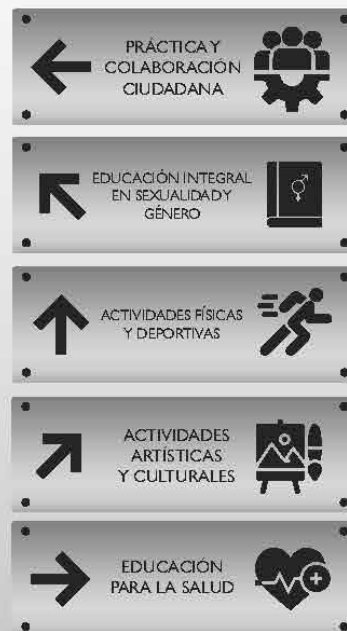 PRÁCTICA Y
COLABORACIÓN
CIUDADANA
EDUCACIÓN INTEGRAL
EN SEXUALIDAD Y
GÉNERO
ACTIVIDADES FÍSICAS
Y DEPORTIVAS
ACTIVIDADES
ARTÍSTICAS
Y CULTURALES
EDUCACIÓN
PARA LA SALUD